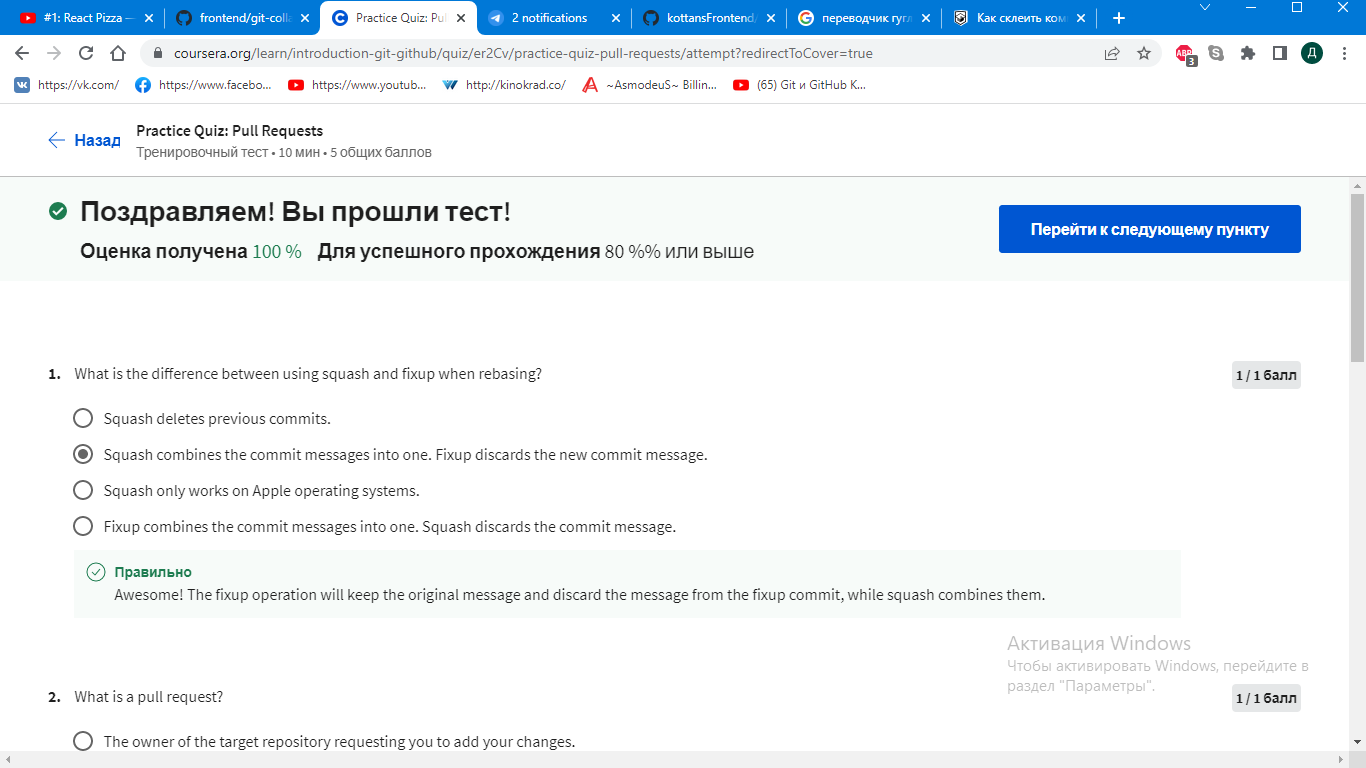 #1: React Pizza —
frontend/git-colla
Practice Quiz: Pul
2 notifications
kottansFrontend/
переводчик гугл
Как склеить ком
coursera.org/learn/introduction-git-github/quiz/er2Cv/practice-quiz-pull-requests/attempt?redirectToCover=true
ABP
3
Д
https://vk.com/
https://www.facebo...
https://www.youtub...
http://kinokrad.co/
~AsmodeuS~ Billin...
(65) Git и GitHub К...
Назад
Practice Quiz: Pull Requests
Тренировочный тест • 10 мин • 5 общих баллов
Поздравляем! Вы прошли тест!
Оценка получена 100 % Для успешного прохождения 80 %% или выше
Перейти к следующему пункту
1. What is the difference between using squash and fixup when rebasing?
1 / 1 балл
Squash deletes previous commits.
Squash combines the commit messages into one. Fixup discards the new commit message.
Squash only works on Apple operating systems.
Fixup combines the commit messages into one. Squash discards the commit message.
Правильно
Awesome! The fixup operation will keep the original message and discard the message from the fixup commit, while squash combines them.
Активация Windows
Чтобы активировать Windows, перейдите в
раздел "Параметры".
2. What is a pull request?
1 / 1 балл
The owner of the target repository requesting you to add your changes.